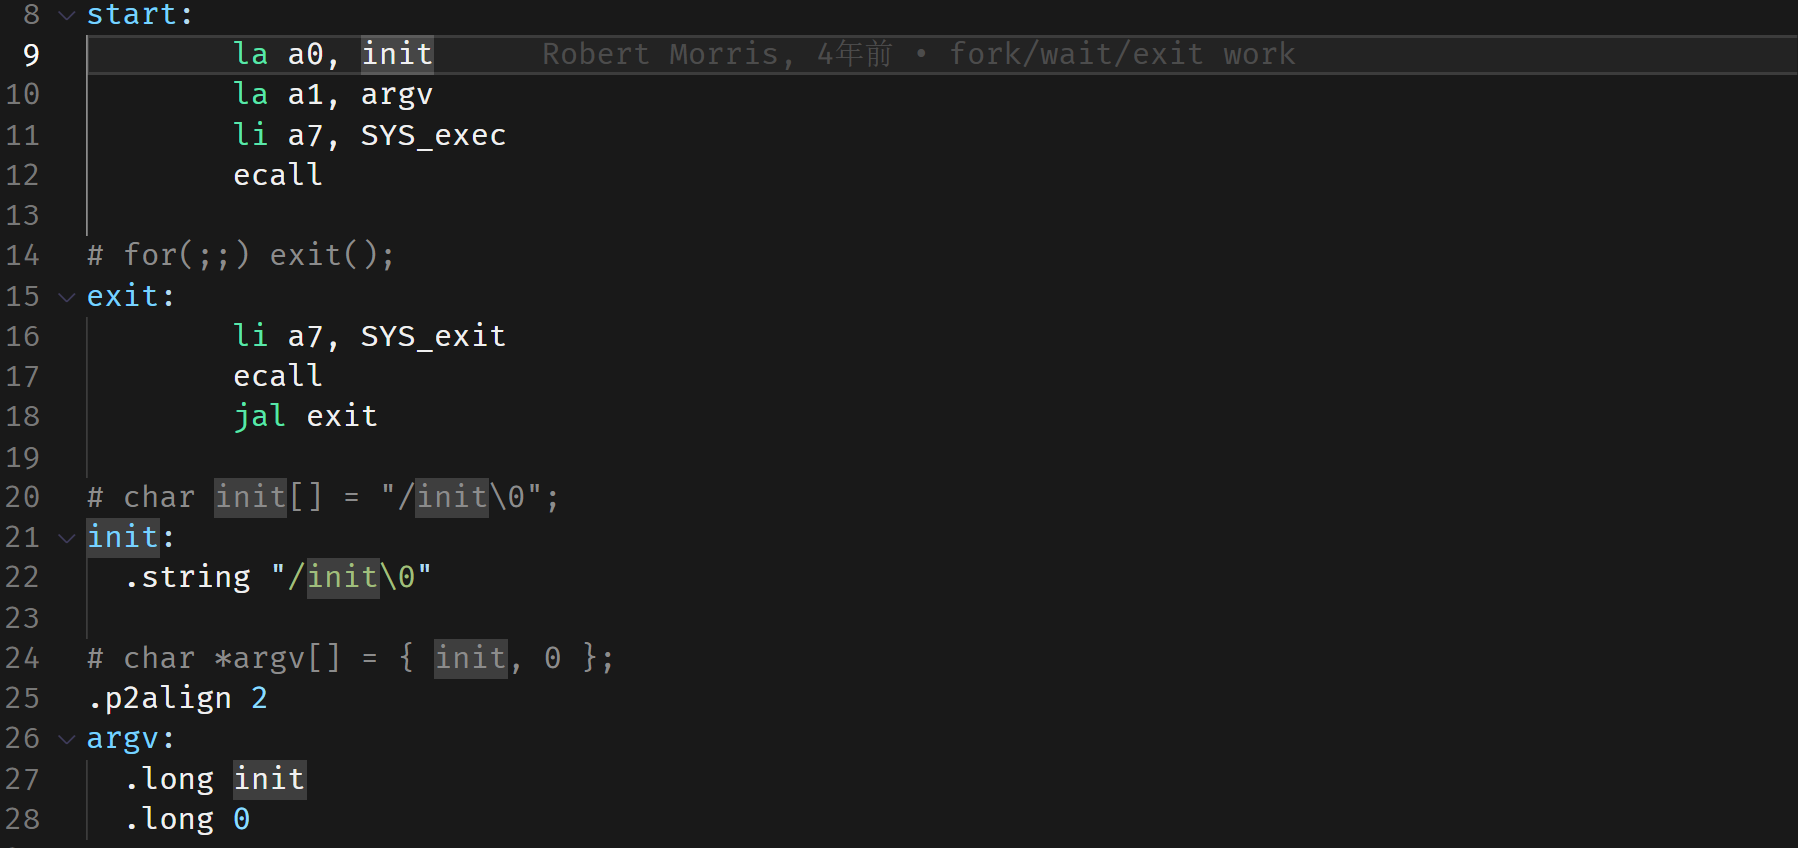 8 start:
9 la a0, init Robert Morris, 4年前 • fork/wait/exit work
10 la a1, argv
11 li a7, SYS_exec
12 ecall
13
14 # for(;;) exit();
15 exit:
16 li a7, SYS_exit
17 ecall
18 jal exit
19
20 # char init[] = "/init\0";
21 init:
22 .string "/init\0"
23
24 # char *argv[] = { init, 0 };
25 .p2align 2
26 argv:
27 .long init
28 .long 0